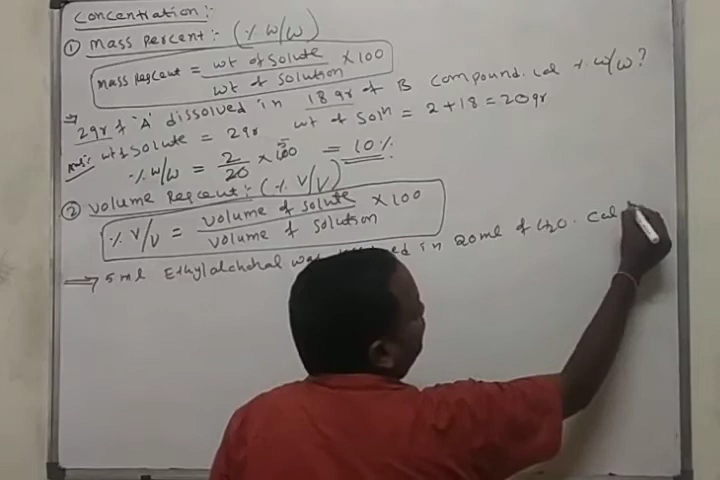 Concentration:-
① Mass Percent:- (% W/W)
Mass Percent = wt of Solute / wt of Solution × 100
⇒ 2gr of 'A' dissolved in 18 gr of B Compound. Cal % w/w?
Ans:- wt of Solute = 2gr wt of Solⁿ = 2 + 18 = 20gr
% w/w = 2/20 × 100 = 10%
② Volume Percent:- (% V/V)
% V/V = Volume of Solute / Volume of Solution × 100
⇒ 5ml Ethylalchohal was in 20ml of H2O. Cal